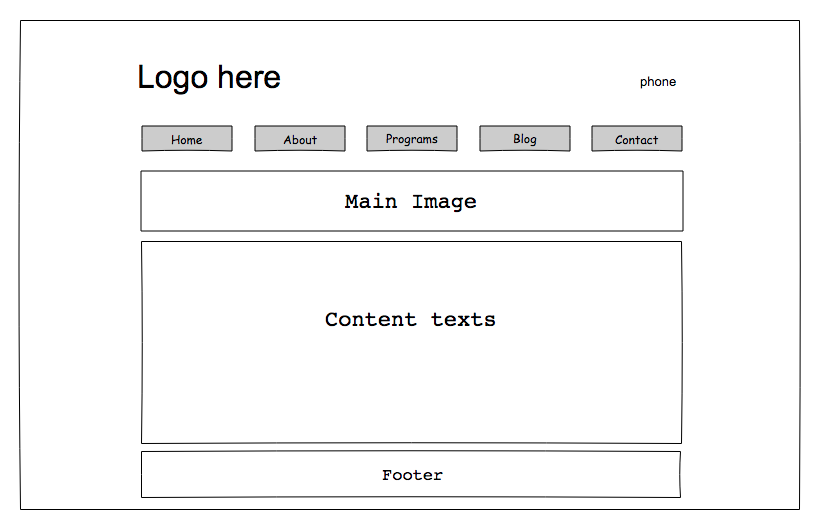 Logo here
phone
Home About Programs Blog Contact
Main Image
Content texts
Footer